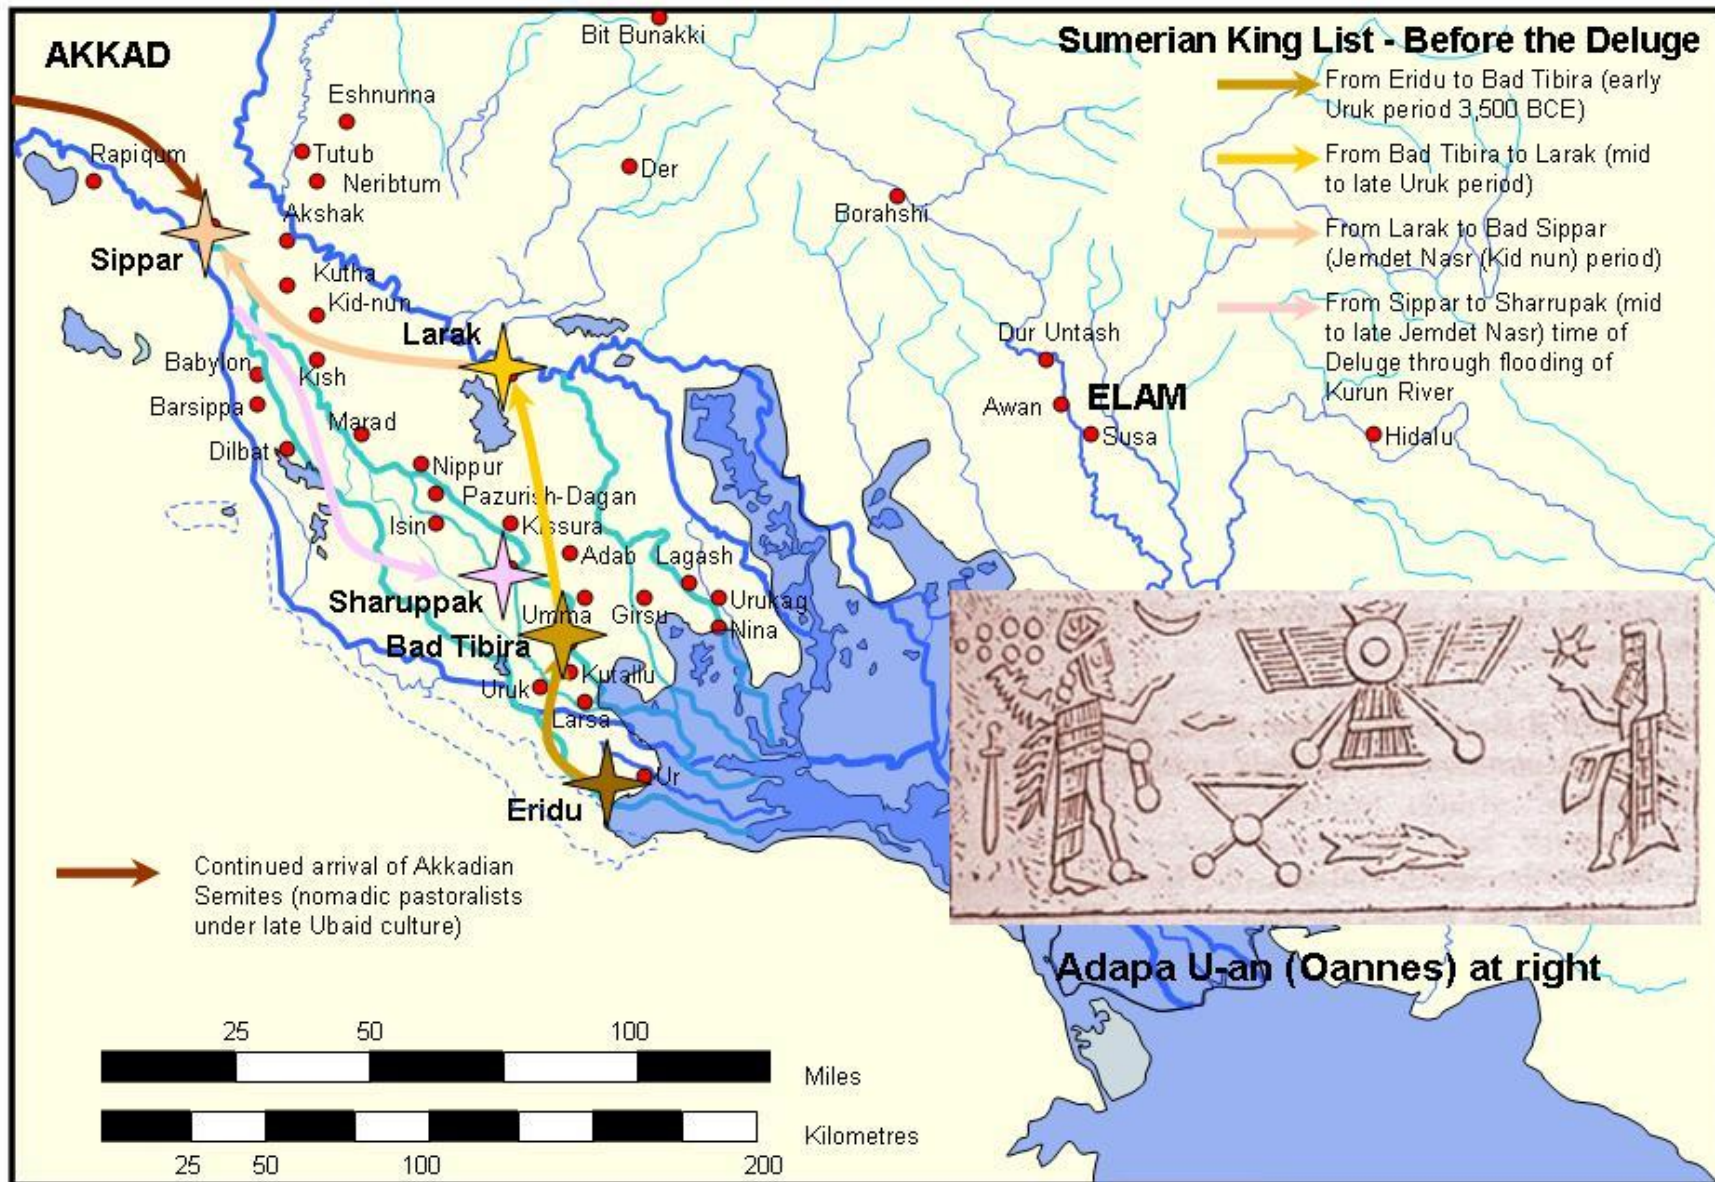 Sumerian King List - Before the Deluge
From Eridu to Bad Tibira (early
Uruk period 3,500 BCE)
From Bad Tibira to Larak (mid
to late Uruk period)
From Larak to Bad Sippar
(Jemdet Nasr (Kid nun) period)
From Sippar to Sharrupak (mid
to late Jemdet Nasr) time of
Deluge through flooding of
Kurun River
AKKAD
Bit Bunakki
Eshnunna
Rapiqum
Tutub
Neribtum
Der
Akshak
Borahshi
Sippar
Kutha
Kid-nun
Larak
Dur Untash
Babylon
Kish
Barsippa
Awan
ELAM
Marad
Susa
Hidalu
Dilbat
Nippur
Pazurish-Dagan
Isin
Kissura
Adab
Lagash
Sharuppak
Umma
Girsu
Urukag
Nina
Bad Tibira
Kutallu
Uruk
Larsa
Ur
Eridu
Continued arrival of Akkadian
Semites (nomadic pastoralists
under late Ubaid culture)
Adapa U-an (Oannes) at right
25 50 100
Miles
Kilometres
25 50 100 200